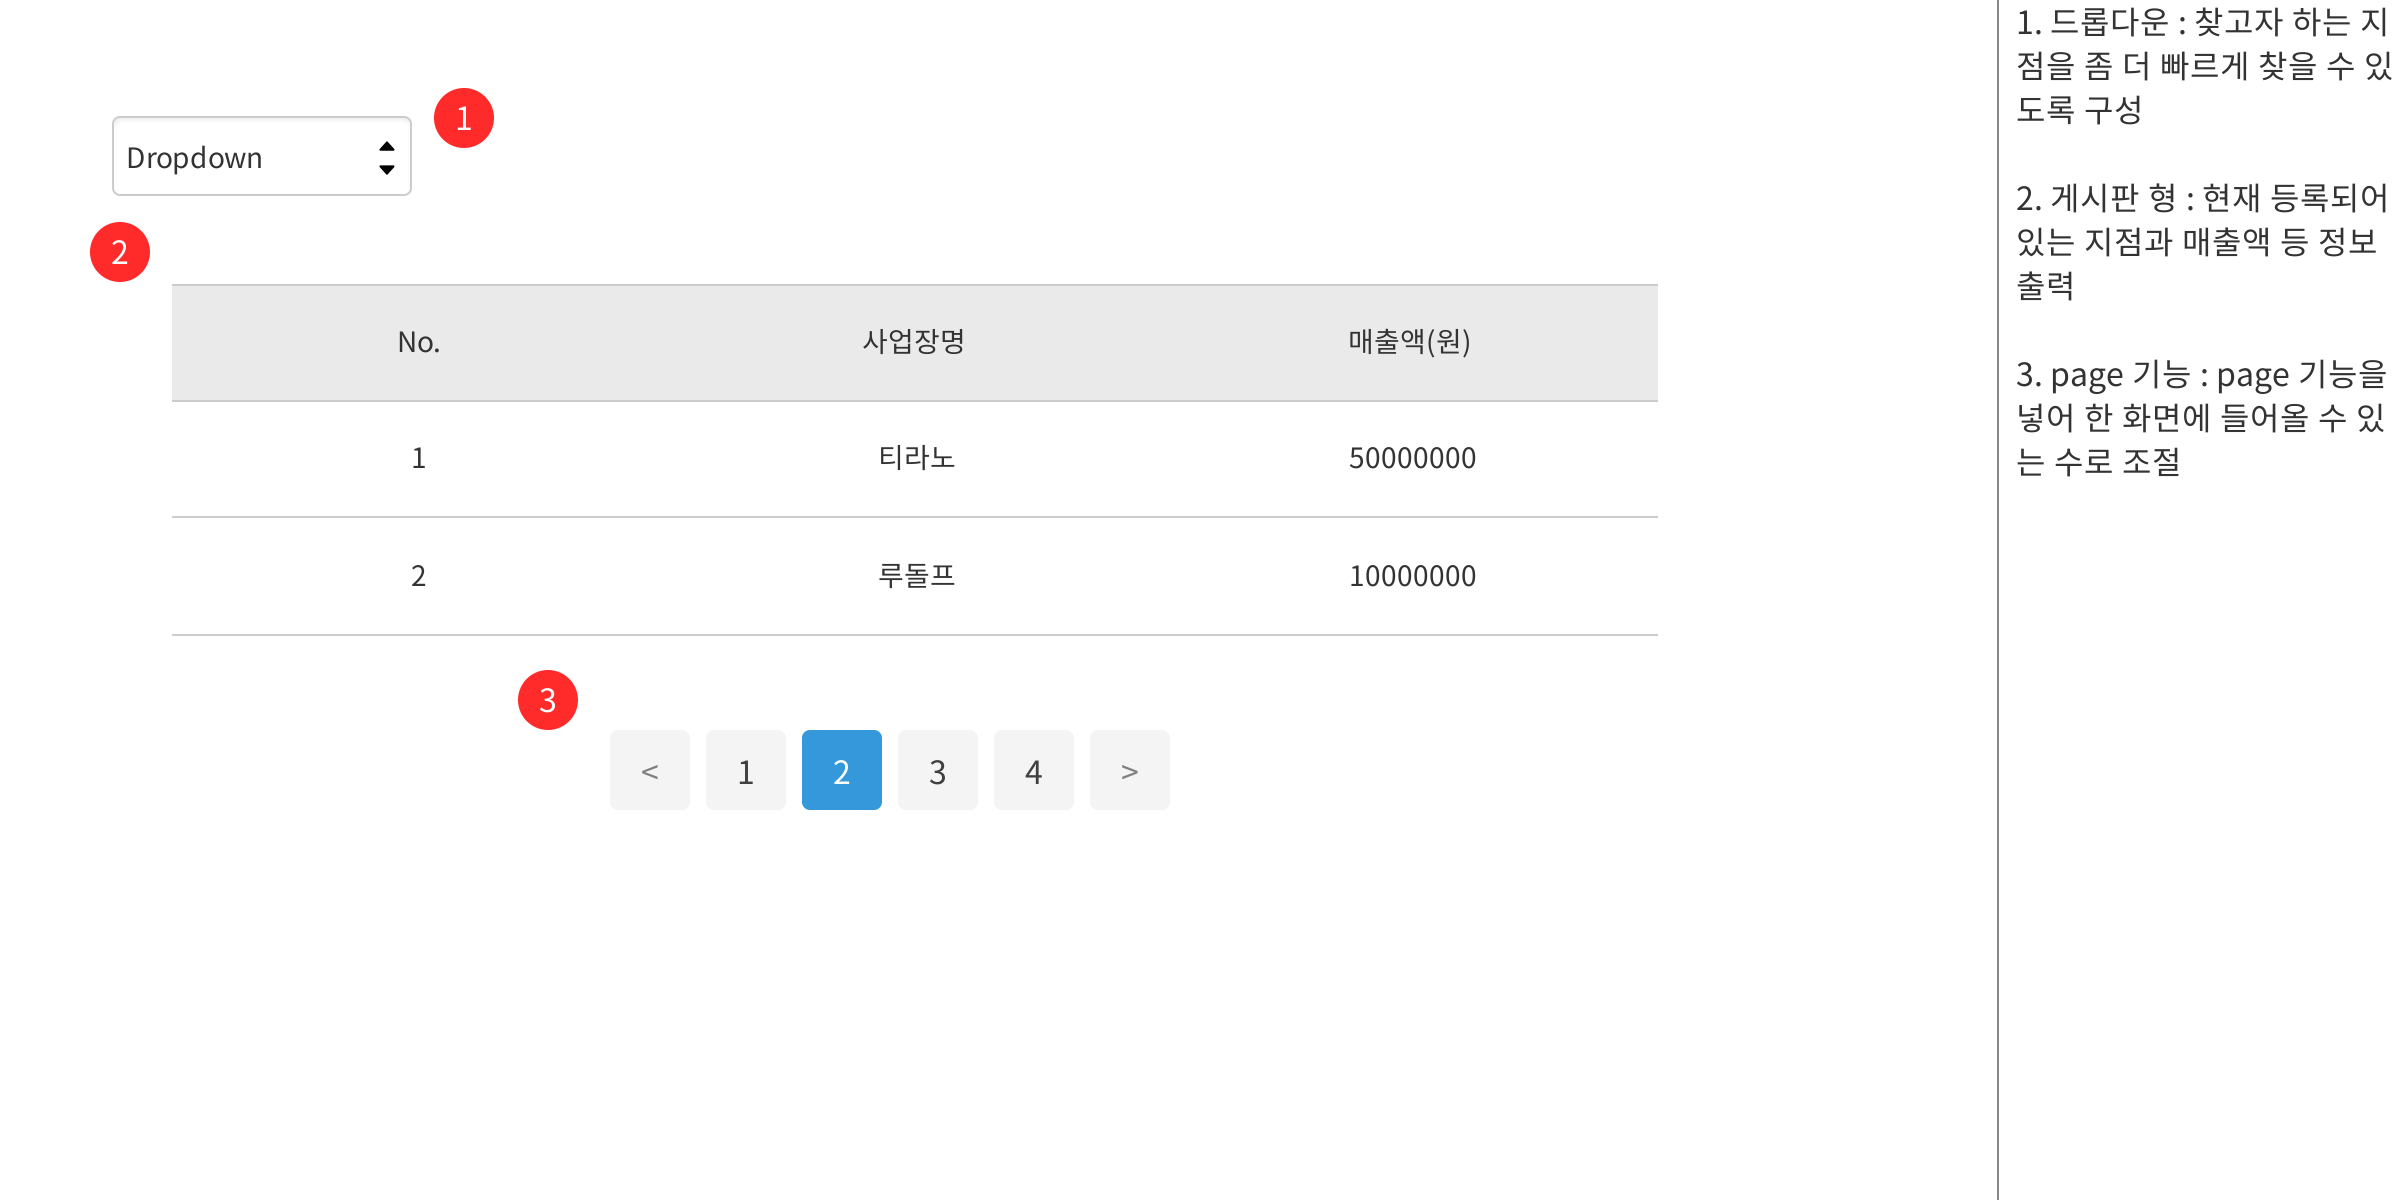 1
Dropdown
2
No. 사업장명 매출액(원)
1 티라노 50000000
2 루돌프 10000000
3
< 1 2 3 4 >
1. 드롭다운 : 찾고자 하는 지
점을 좀 더 빠르게 찾을 수 있
도록 구성
2. 게시판 형 : 현재 등록되어
있는 지점과 매출액 등 정보
출력
3. page 기능 : page 기능을
넣어 한 화면에 들어올 수 있
는 수로 조절